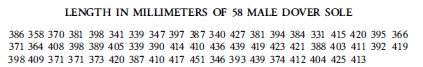 LENGTH IN MILLIMETERS OF 58 MALE DOVER SOLE
386 358 370 381 398 341 339 347 397 387 340 427 381 394 384 331 415 420 395 366
371 364 408 398 389 405 339 390 414 410 436 439 419 423 421 388 403 411 392 419
398 409 371 371 373 420 387 410 417 451 346 393 439 374 412 404 425 413